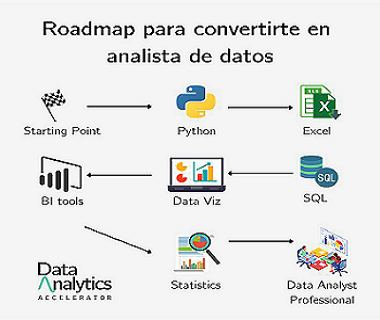 Roadmap para convertirte en
analista de datos
Starting Point
Python
Excel
BI tools
Data Viz
SQL
SQL
Statistics
Data Analyst
Professional
Data
Analytics
ACCELERATOR